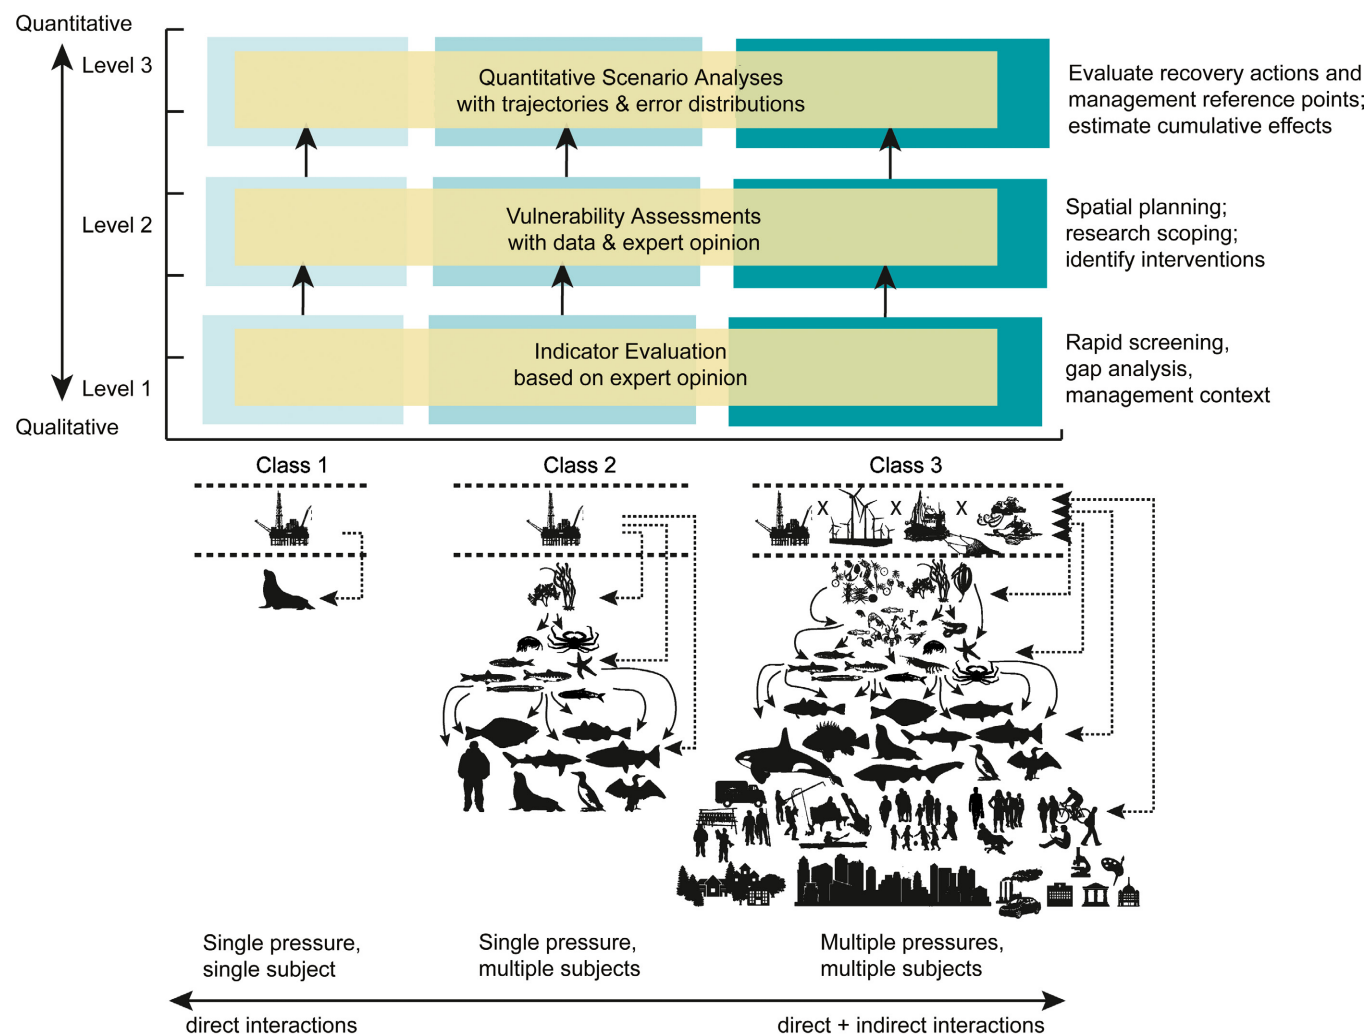 Quantitative
Level 3
Quantitative Scenario Analyses
with trajectories & error distributions
Evaluate recovery actions and
management reference points;
estimate cumulative effects
Level 2
Vulnerability Assessments
with data & expert opinion
Spatial planning;
research scoping;
identify interventions
Level 1
Indicator Evaluation
based on expert opinion
Rapid screening,
gap analysis,
management context
Qualitative
Class 1
Class 2
Class 3
X X X
Single pressure,
single subject
Single pressure,
multiple subjects
Multiple pressures,
multiple subjects
direct interactions
direct + indirect interactions